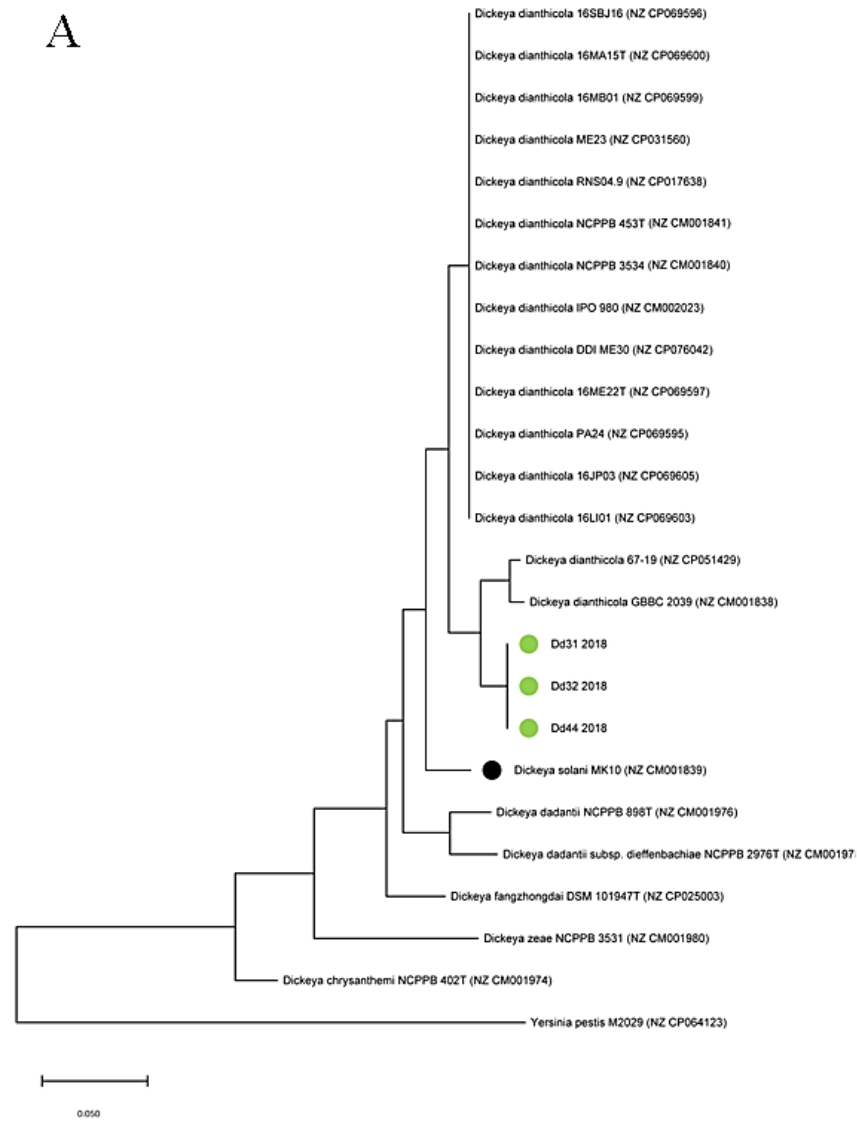 A
Dickeya dianthicola 16SBJ16 (NZ CP069596)
Dickeya dianthicola 16MA15T (NZ CP069600)
Dickeya dianthicola 16MB01 (NZ CP069599)
Dickeya dianthicola ME23 (NZ CP031560)
Dickeya dianthicola RNS04.9 (NZ CP017638)
Dickeya dianthicola NCPPB 453T (NZ CM001841)
Dickeya dianthicola NCPPB 3534 (NZ CM001840)
Dickeya dianthicola IPO 980 (NZ CM002023)
Dickeya dianthicola DDI ME30 (NZ CP076042)
Dickeya dianthicola 16ME22T (NZ CP069597)
Dickeya dianthicola PA24 (NZ CP069595)
Dickeya dianthicola 16JP03 (NZ CP069605)
Dickeya dianthicola 16LI01 (NZ CP069603)
Dickeya dianthicola 67-19 (NZ CP051429)
Dickeya dianthicola GBBC 2039 (NZ CM001838)
Dd31 2018
Dd32 2018
Dd44 2018
Dickeya solani MK10 (NZ CM001839)
Dickeya dadantii NCPPB 898T (NZ CM001976)
Dickeya dadantii subsp. dieffenbachiae NCPPB 2976T (NZ CM00197
Dickeya fangzhongdai DSM 101947T (NZ CP025003)
Dickeya zeae NCPPB 3531 (NZ CM001980)
Dickeya chrysanthemi NCPPB 402T (NZ CM001974)
Yersinia pestis M2029 (NZ CP064123)
0.050